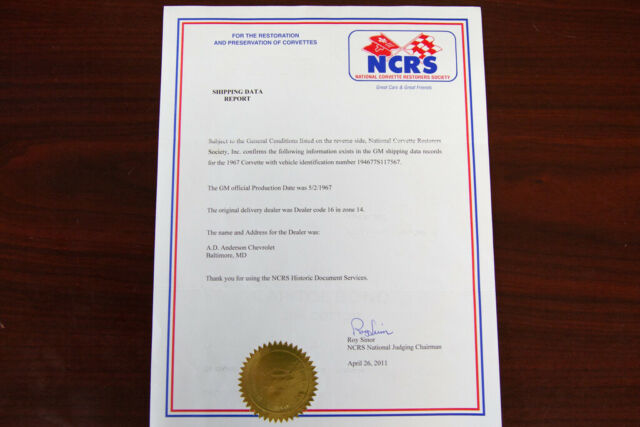 FOR THE RESTORATION
AND PRESERVATION OF CORVETTES
NCRS
NATIONAL CORVETTE RESTORERS SOCIETY
Great Cars & Great Friends
SHIPPING DATA
REPORT
Subject to the General Conditions listed on the reverse side, National Corvette Restorers
Society, Inc. confirms the following information exists in the GM shipping data records
for the 1967 Corvette with vehicle identification number 194677S117567.
The GM official Production Date was 5/2/1967
The original delivery dealer was Dealer code 16 in zone 14.
The name and Address for the Dealer was:
A.D. Anderson Chevrolet
Baltimore, MD
Thank you for using the NCRS Historic Document Services.
Roy Sinor
Roy Sinor
NCRS National Judging Chairman
April 26, 2011